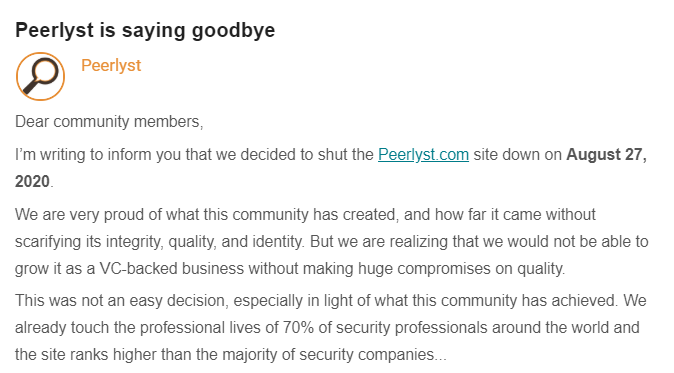 Peerlyst is saying goodbye
Peerlyst
Dear community members,
I’m writing to inform you that we decided to shut the Peerlyst.com site down on August 27,
2020.
We are very proud of what this community has created, and how far it came without
scarifying its integrity, quality, and identity. But we are realizing that we would not be able to
grow it as a VC-backed business without making huge compromises on quality.
This was not an easy decision, especially in light of what this community has achieved. We
already touch the professional lives of 70% of security professionals around the world and
the site ranks higher than the majority of security companies...